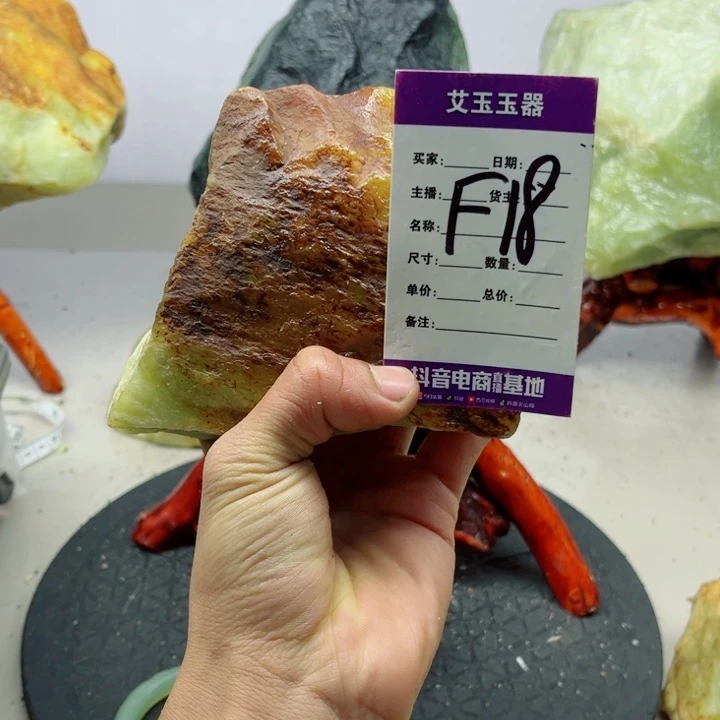 艾玉玉器
买家: 日期:
主播: 货主
F18
名称:
尺寸: 数量:
单价: 总价:
备注:
抖音电商直播基地